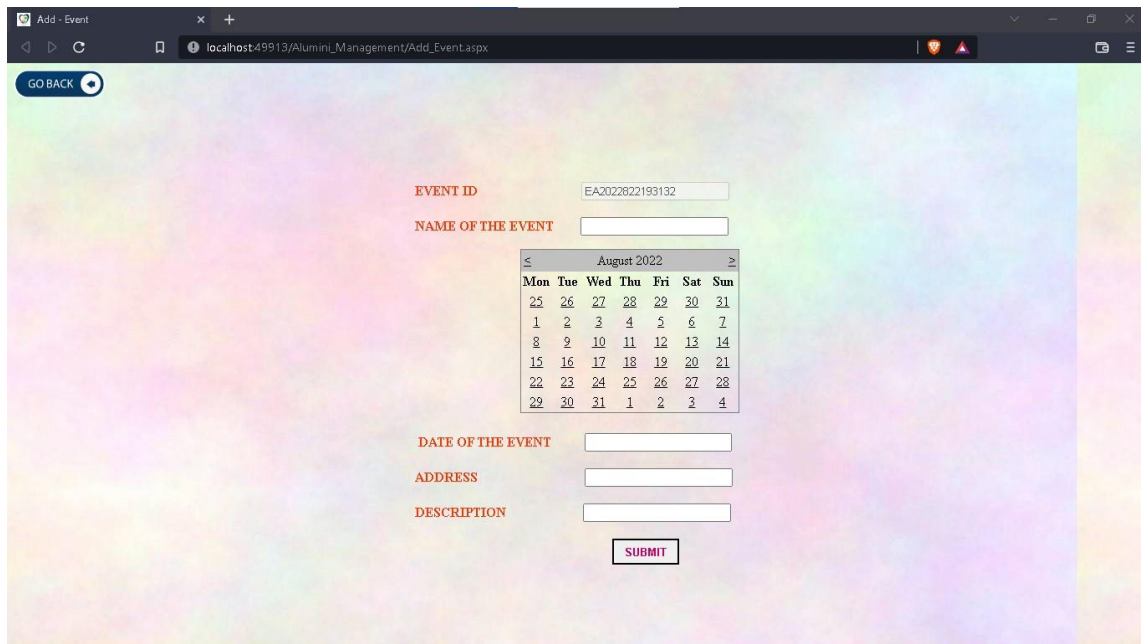 Add - Event
localhost:49913/Alumini_Management/Add_Event.aspx
GO BACK
EVENT ID EA2022822193132
NAME OF THE EVENT
< August 2022 >
Mon Tue Wed Thu Fri Sat Sun
25 26 27 28 29 30 31
1 2 3 4 5 6 7
8 9 10 11 12 13 14
15 16 17 18 19 20 21
22 23 24 25 26 27 28
29 30 31 1 2 3 4
DATE OF THE EVENT
ADDRESS
DESCRIPTION
SUBMIT